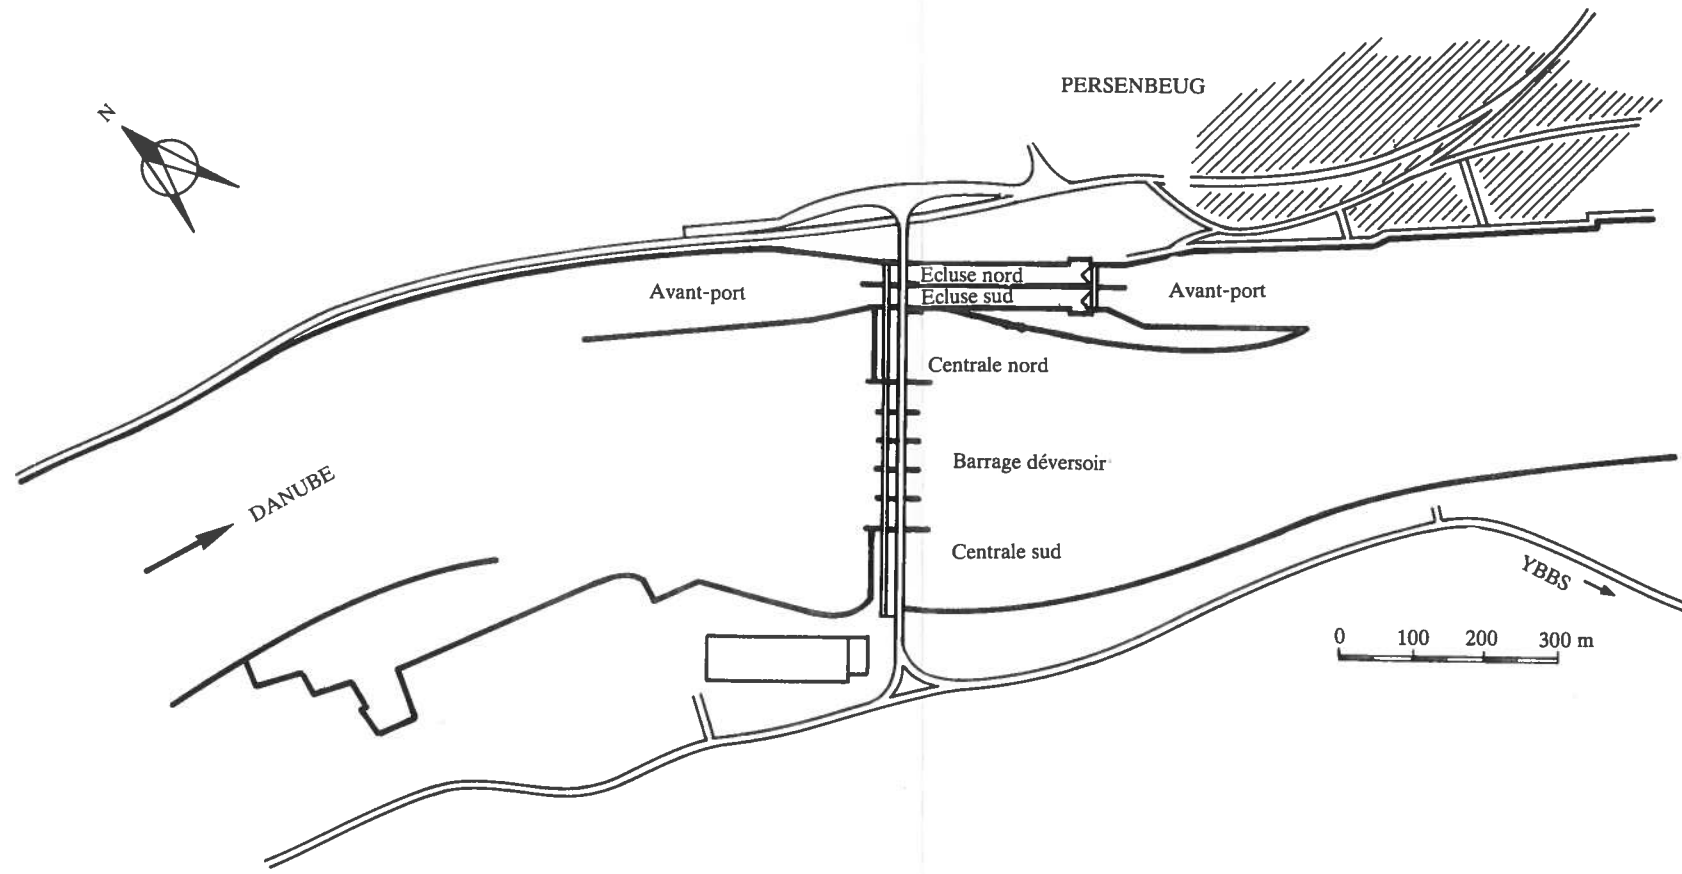 PERSENBEUG
N
Ecluse nord
Ecluse sud
Avant-port
Avant-port
Centrale nord
Barrage déversoir
DANUBE
Centrale sud
YBBS
0 100 200 300 m